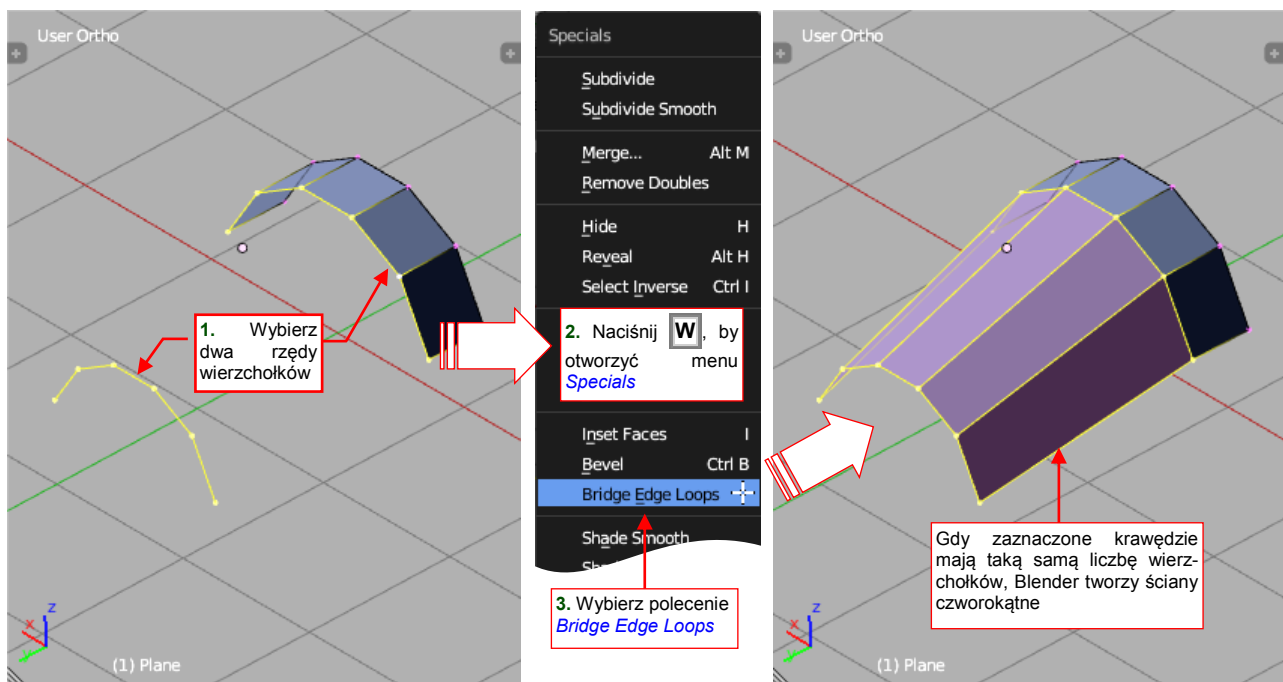 User Ortho
1. Wybierz
dwa rzędy
wierzchołków
z
x
y
(1) Plane
Specials
Subdivide
Subdivide Smooth
Merge... Alt M
Remove Doubles
Hide H
Reveal Alt H
Select Inverse Ctrl I
2. Naciśnij W, by
otworzyć menu
Specials
Inset Faces I
Bevel Ctrl B
Bridge Edge Loops
Shade Smooth
3. Wybierz polecenie
Bridge Edge Loops
User Ortho
Gdy zaznaczone krawędzie
mają taką samą liczbę wierz-
chołków, Blender tworzy ściany
czworokątne
z
x
y
(1) Plane